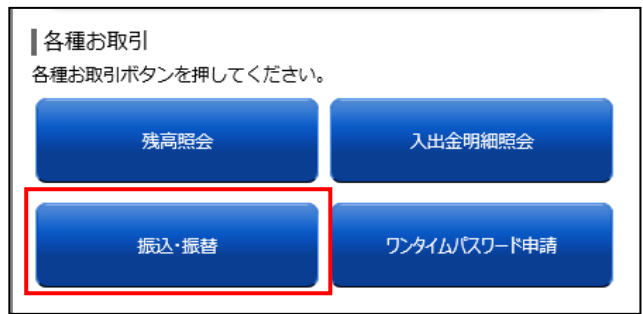 各種お取引
各種お取引ボタンを押してください。
残高照会
入出金明細照会
振込・振替
ワンタイムパスワード申請